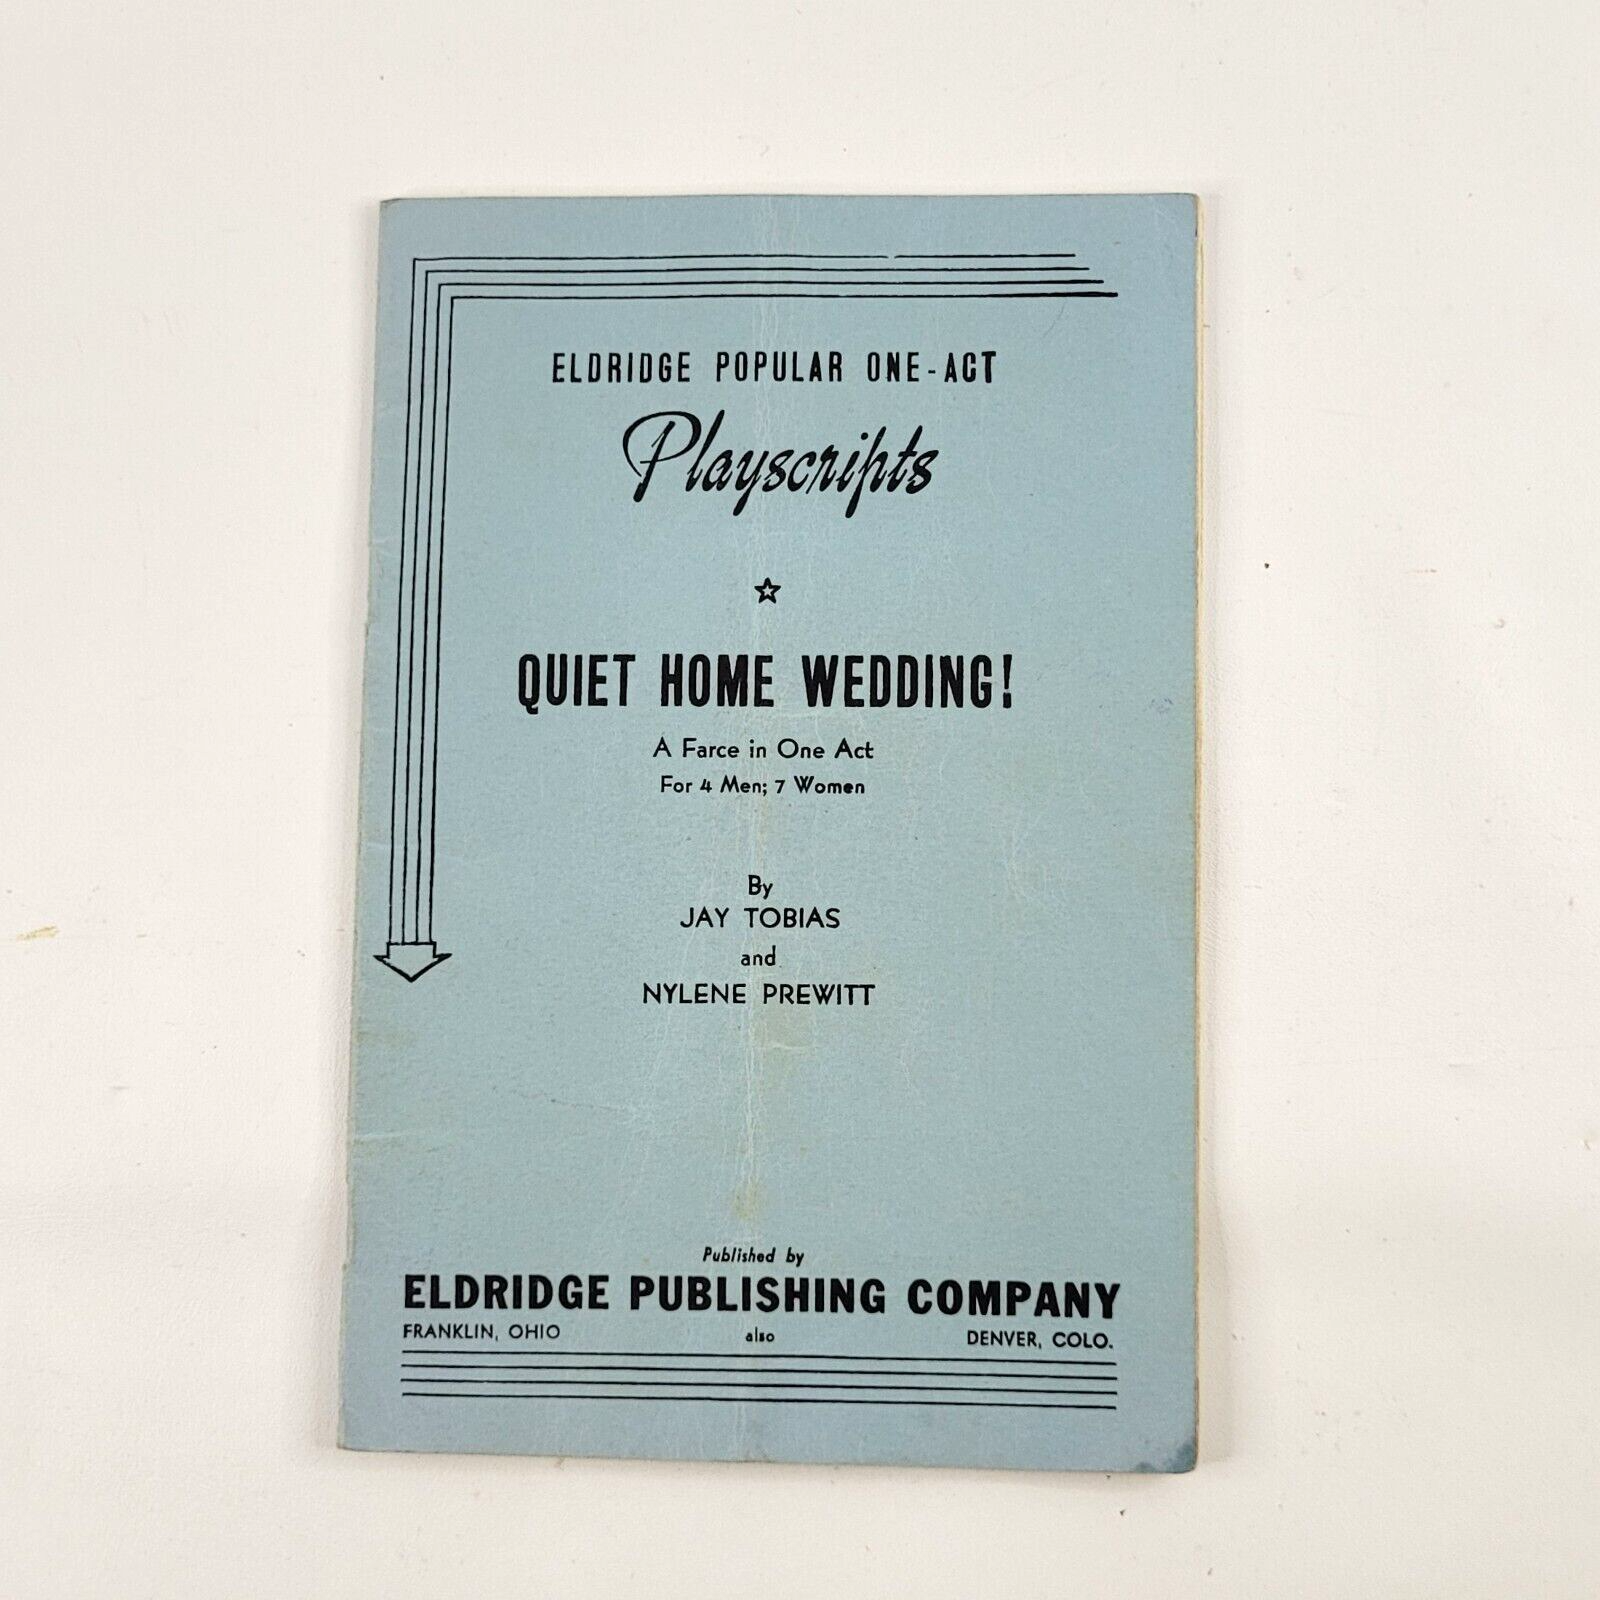 ELDRIDGE POPULAR ONE-ACT
Playscripts
QUIET HOME WEDDING!
A Farce in One Act
For 4 Men; 7 Women
By
JAY TOBIAS
and
NYLENE PREWITT
Published by
ELDRIDGE PUBLISHING COMPANY
FRANKLIN, OHIO also DENVER, COLO.